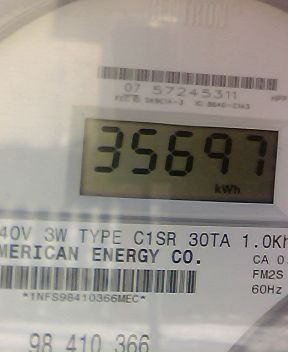 07 57245311
35697
kWh
40V 3W TYPE C1SR 30TA 1.0Kh
MERICAN ENERGY CO.
CA 0.
FM2S
60Hz
*1NFS98410366MEC*
98 410 366